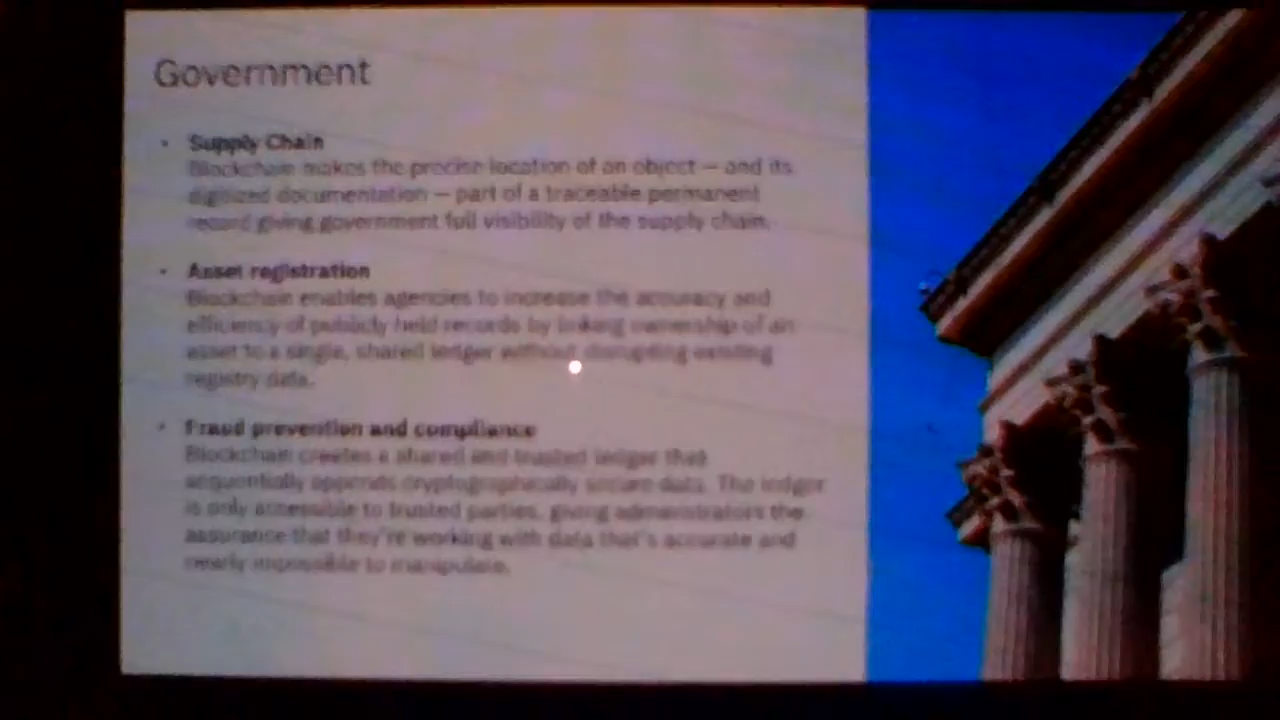 Government
• Supply Chain
Blockchain makes the precise location of an object — and its
digitized documentation — part of a traceable permanent
record giving government full visibility of the supply chain.
• Asset registration
Blockchain enables agencies to increase the accuracy and
efficiency of publicly held records by linking ownership of an
asset to a single, shared ledger without disrupting existing
registry data.
• Fraud prevention and compliance
Blockchain creates a shared and trusted ledger that
sequentially appends cryptographically secure data. The ledger
is only accessible to trusted parties, giving administrators the
assurance that they're working with data that's accurate and
nearly impossible to manipulate.